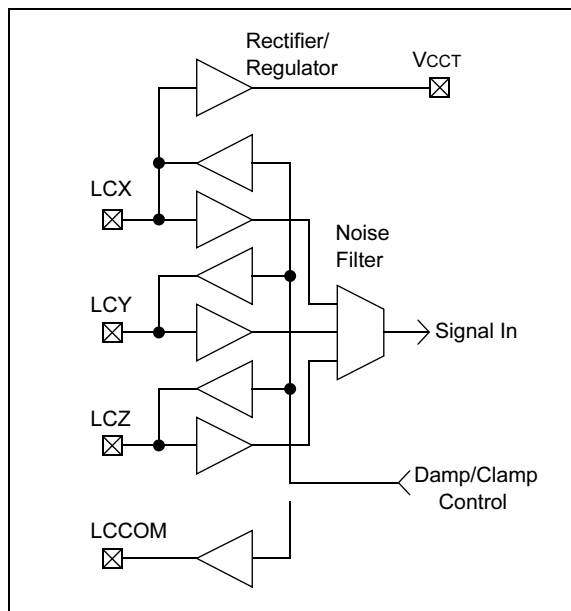 Rectifier/
Regulator
VCCT
LCX
Noise
Filter
LCY
Signal In
LCZ
Damp/Clamp
Control
LCCOM